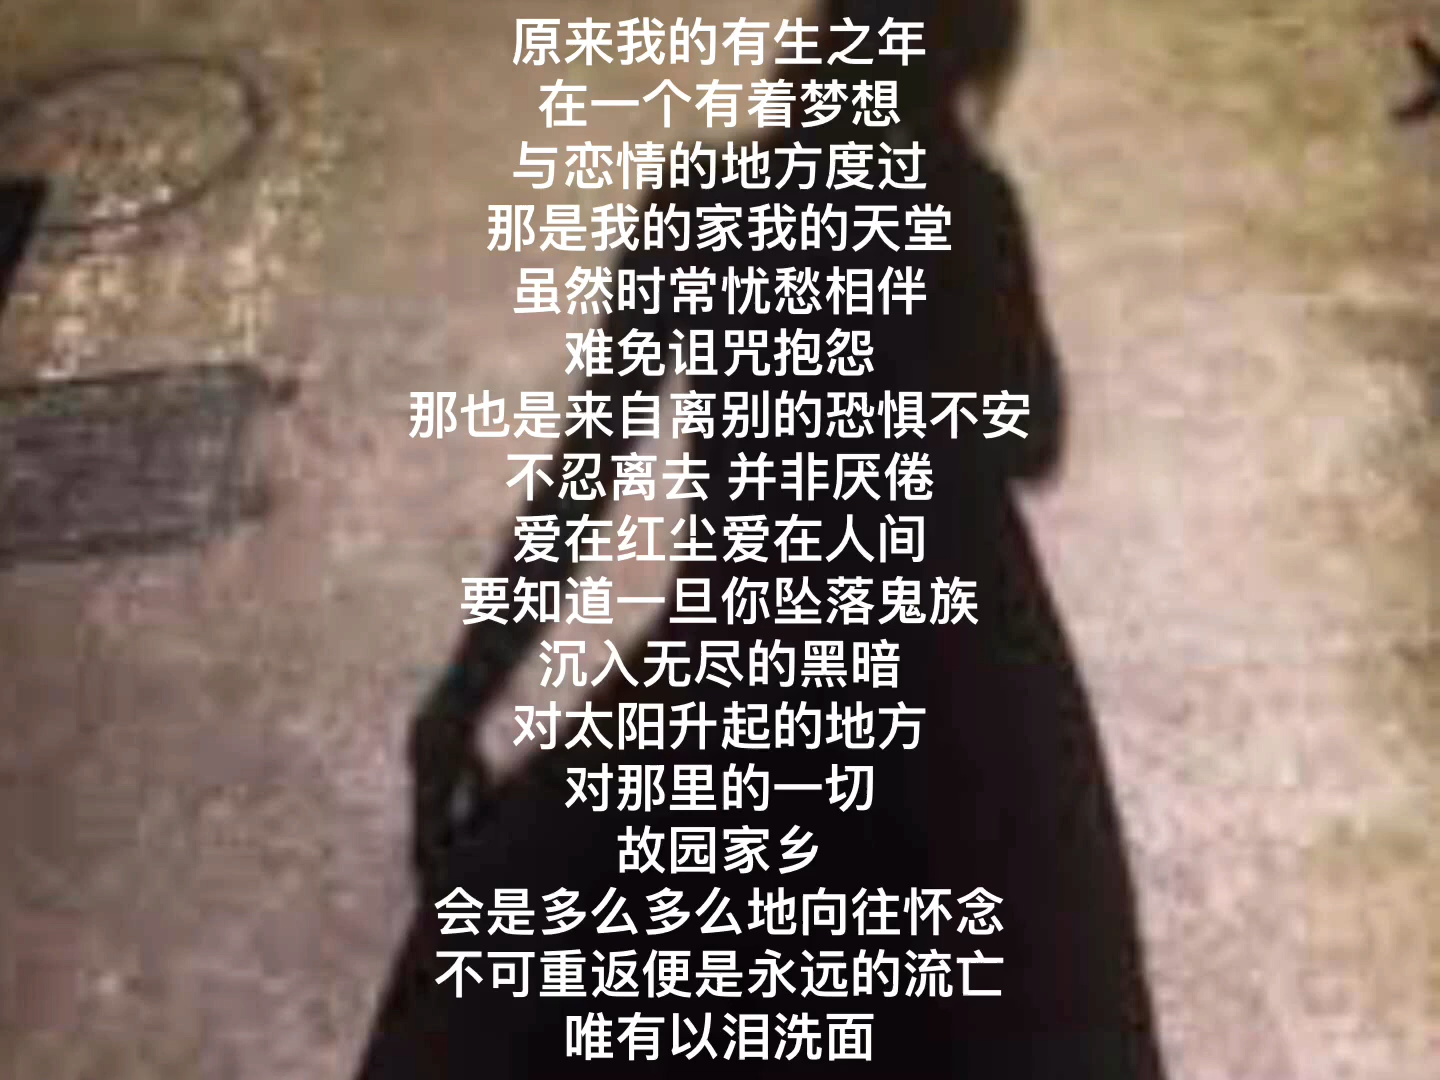 原来我的有生之年
在一个有着梦想
与恋情的地方度过
那是我的家我的天堂
虽然时常忧愁相伴
难免诅咒抱怨
那也是来自离别的恐惧不安
不忍离去 并非厌倦
爱在红尘爱在人间
要知道一旦你坠落鬼族
沉入无尽的黑暗
对太阳升起的地方
对那里的一切
故园家乡
会是多么多么地向往怀念
不可重返便是永远的流亡
唯有以泪洗面